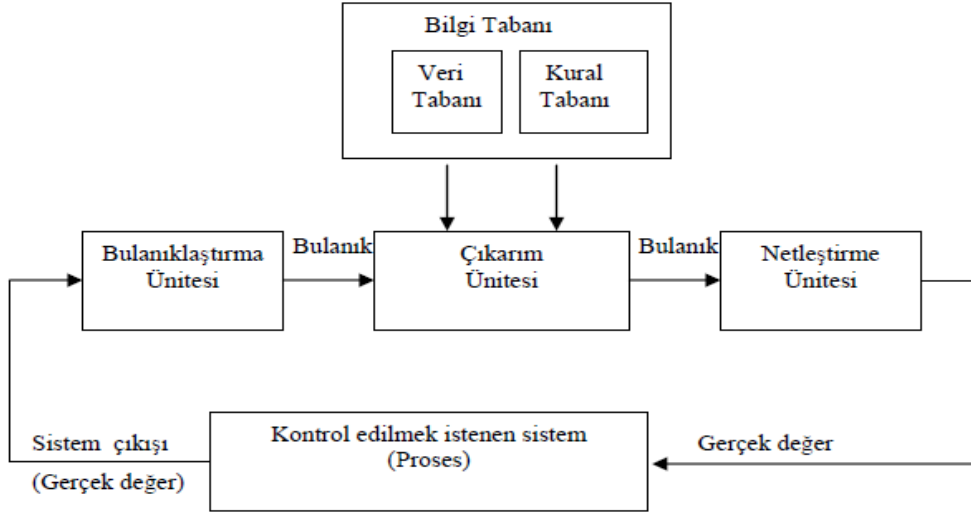 Bilgi Tabanı
Veri
Tabanı
Kural
Tabanı
Bulanıklaştırma
Ünitesi
Bulanık
Çıkarım
Ünitesi
Bulanık
Netleştirme
Ünitesi
Sistem çıkışı
(Gerçek değer)
Kontrol edilmek istenen sistem
(Proses)
Gerçek değer